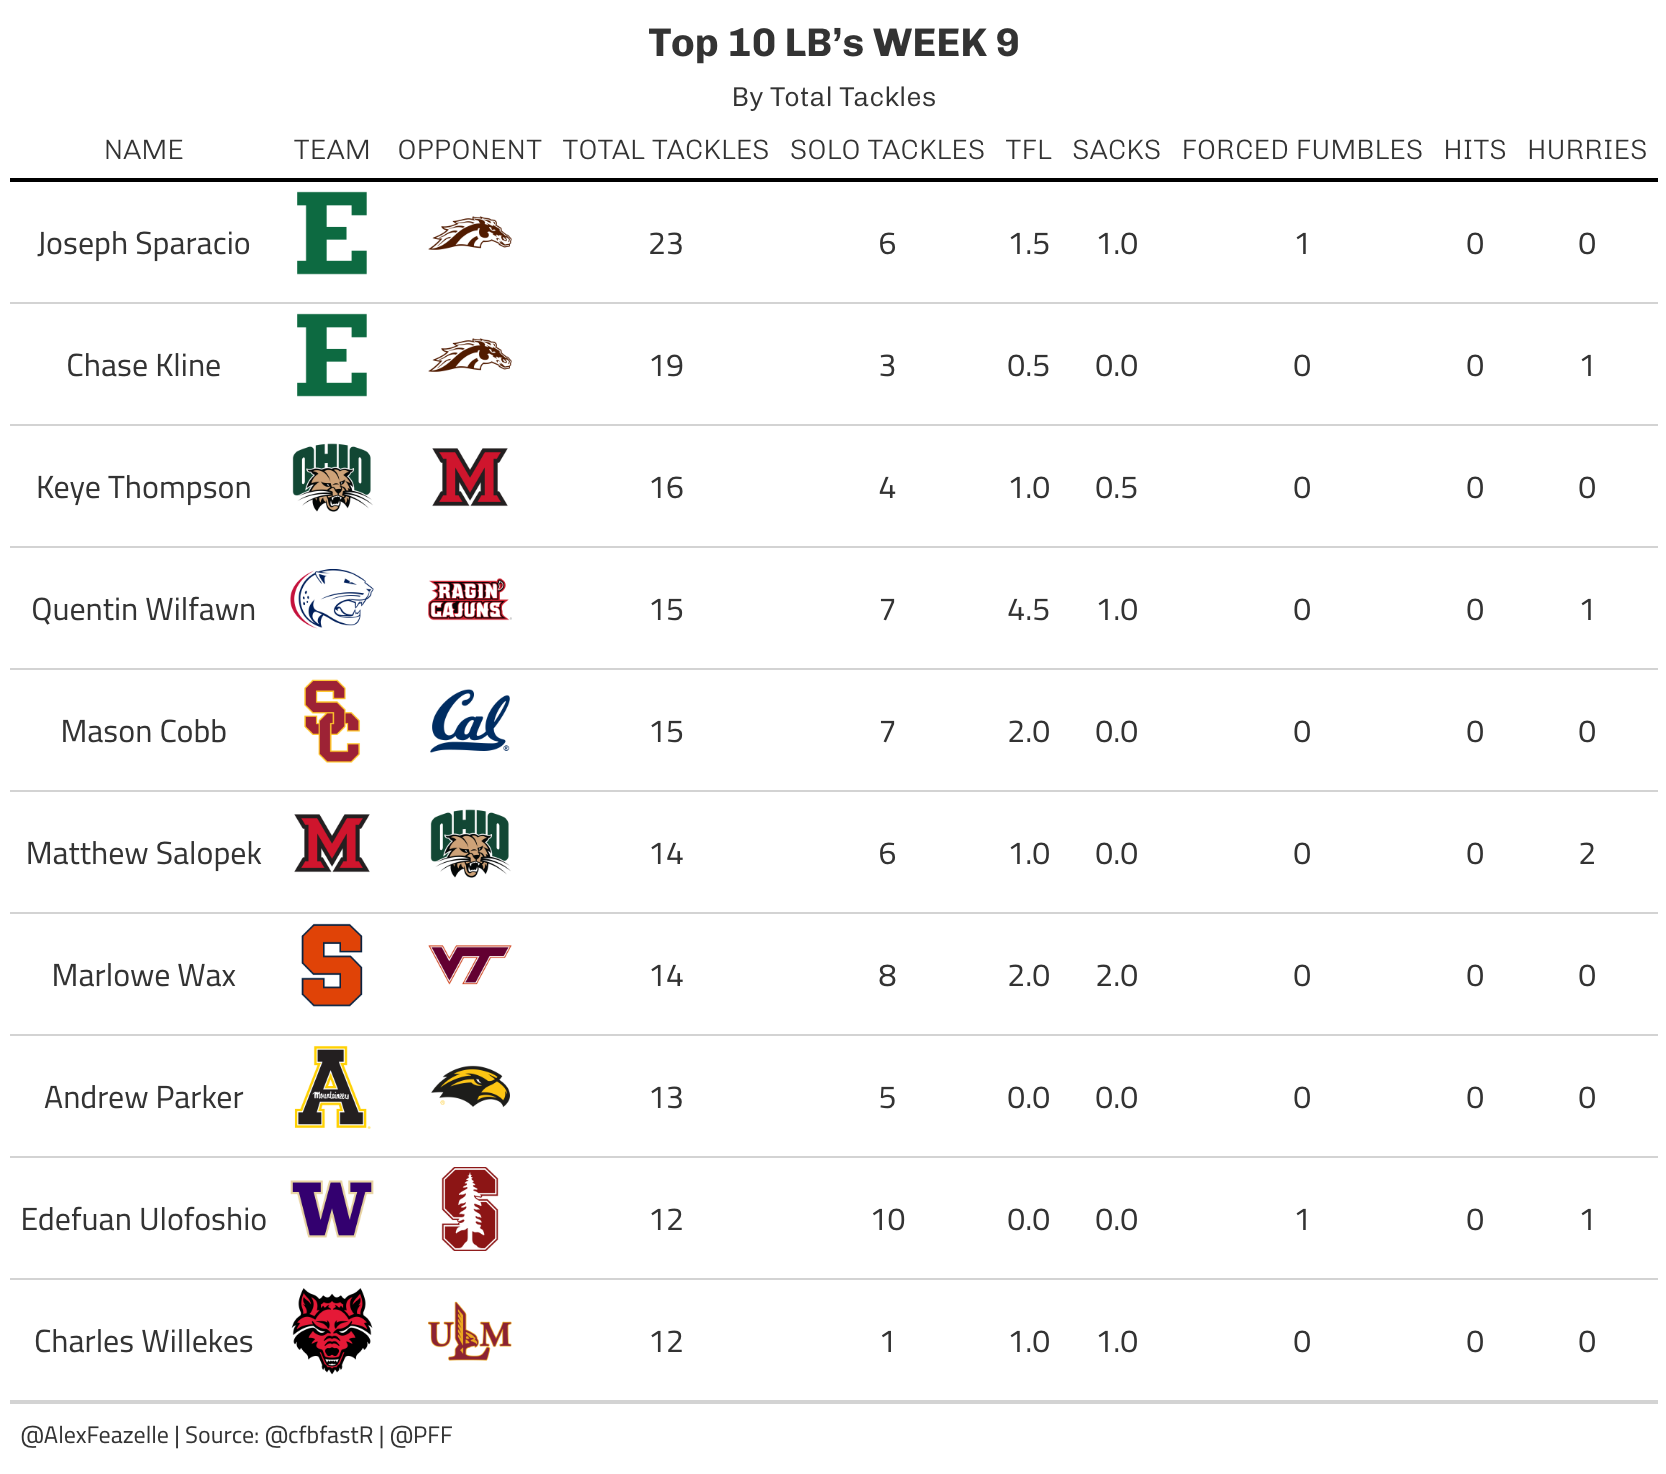 Top 10 LB’s WEEK 9
By Total Tackles
NAME TEAM OPPONENT TOTAL TACKLES SOLO TACKLES TFL SACKS FORCED FUMBLES HITS HURRIES
Joseph Sparacio E 23 6 1.5 1.0 1 0 0
Chase Kline E 19 3 0.5 0.0 0 0 1
Keye Thompson OHIO M 16 4 1.0 0.5 0 0 0
Quentin Wilfawn RAGIN' CAJUNS 15 7 4.5 1.0 0 0 1
Mason Cobb SC Cal 15 7 2.0 0.0 0 0 0
Matthew Salopek M OHIO 14 6 1.0 0.0 0 0 2
Marlowe Wax S VT 14 8 2.0 2.0 0 0 0
Andrew Parker A Mountaineers 13 5 0.0 0.0 0 0 0
Edefuan Ulofoshio W S 12 10 0.0 0.0 1 0 1
Charles Willekes ULM 12 1 1.0 1.0 0 0 0
@AlexFeazelle | Source: @cfbfastR | @PFF